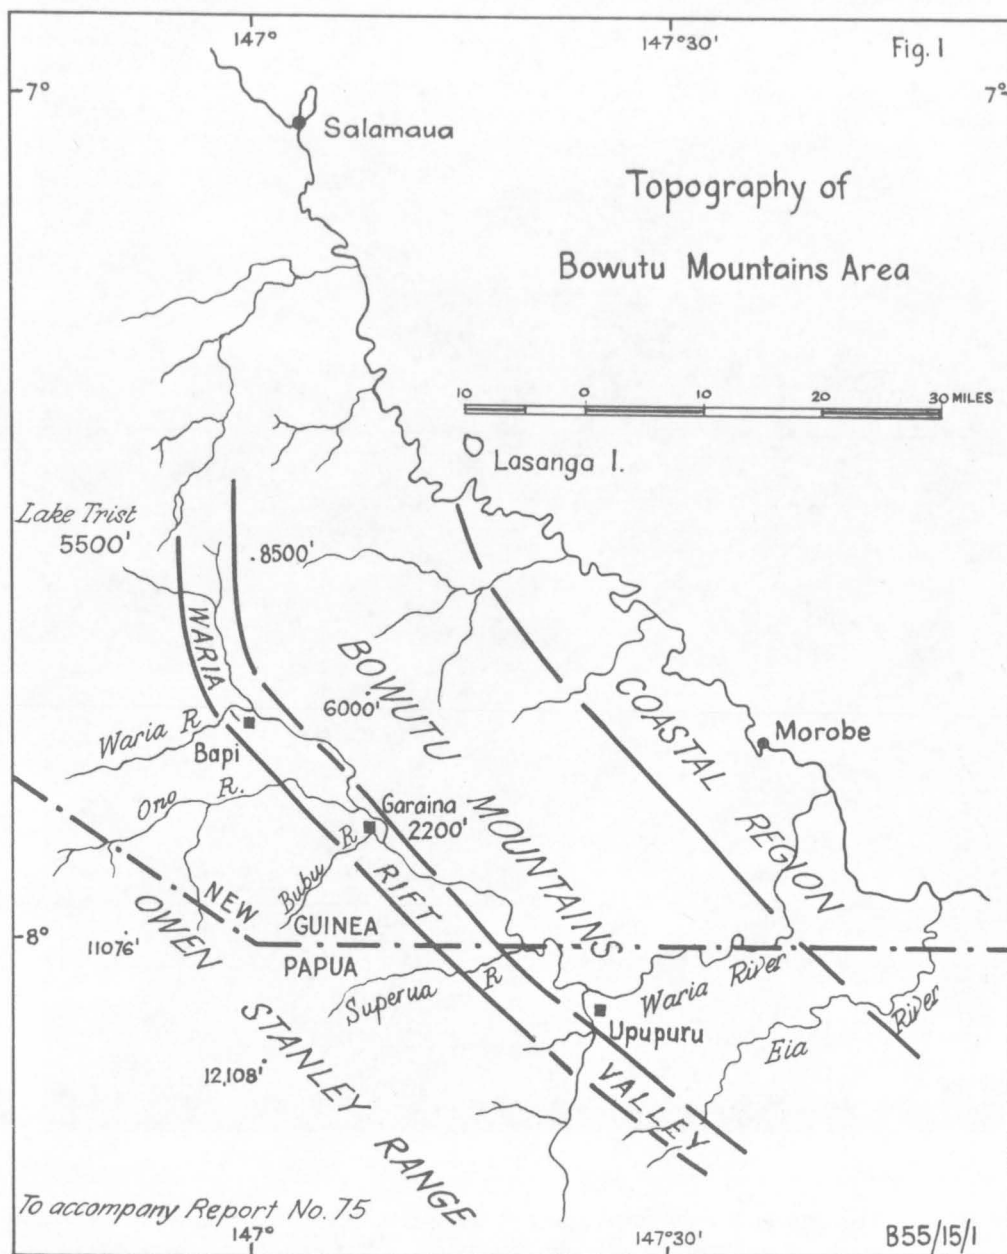 147°
147°30'
Fig. 1
7°
7°
Salamaua
Topography of
Bowutu Mountains Area
10 0 10 20 30 MILES
Lasanga I.
Lake Trist
5500'
8500'
WARIA
BOWUTU
6000'
COASTAL
Waria R.
Bapi
Morobe
Ono R.
Garaina
2200'
MOUNTAINS
REGION
Bubu R
RIFT
NEW
GUINEA
OWEN
8°
11076'
PAPUA
Superua R
Waria River
Upupuru
Eia River
STANLEY
12,108'
VALLEY
RANGE
To accompany Report No. 75
147°
147°30'
B55/15/1